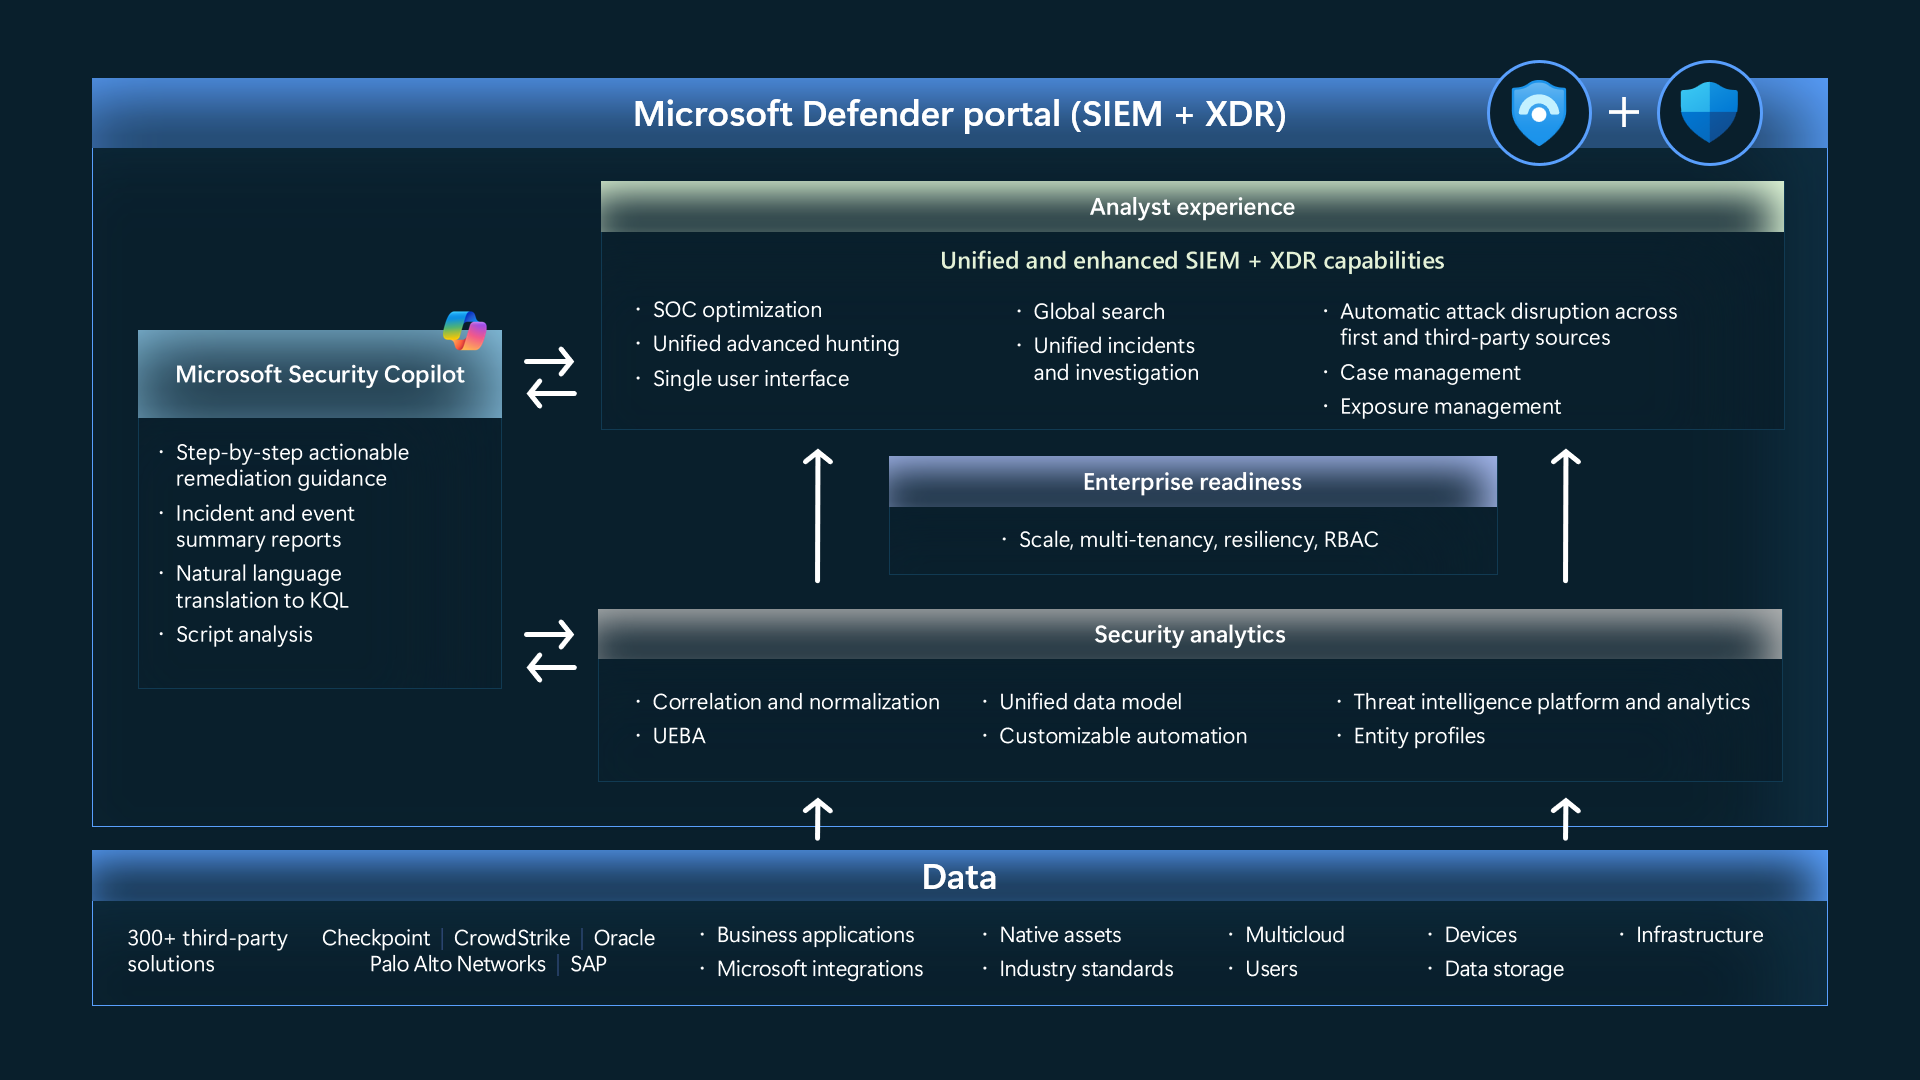 Microsoft Defender portal (SIEM + XDR)
Analyst experience
Unified and enhanced SIEM + XDR capabilities
· SOC optimization
· Unified advanced hunting
· Single user interface
· Global search
· Unified incidents
and investigation
· Automatic attack disruption across
first and third-party sources
· Case management
· Exposure management
Microsoft Security Copilot
· Step-by-step actionable
remediation guidance
· Incident and event
summary reports
· Natural language
translation to KQL
· Script analysis
Enterprise readiness
· Scale, multi-tenancy, resiliency, RBAC
Security analytics
· Correlation and normalization
· UEBA
· Unified data model
· Customizable automation
· Threat intelligence platform and analytics
· Entity profiles
Data
300+ third-party
solutions
Checkpoint | CrowdStrike | Oracle
Palo Alto Networks | SAP
· Business applications
· Microsoft integrations
· Native assets
· Industry standards
· Multicloud
· Users
· Devices
· Data storage
· Infrastructure